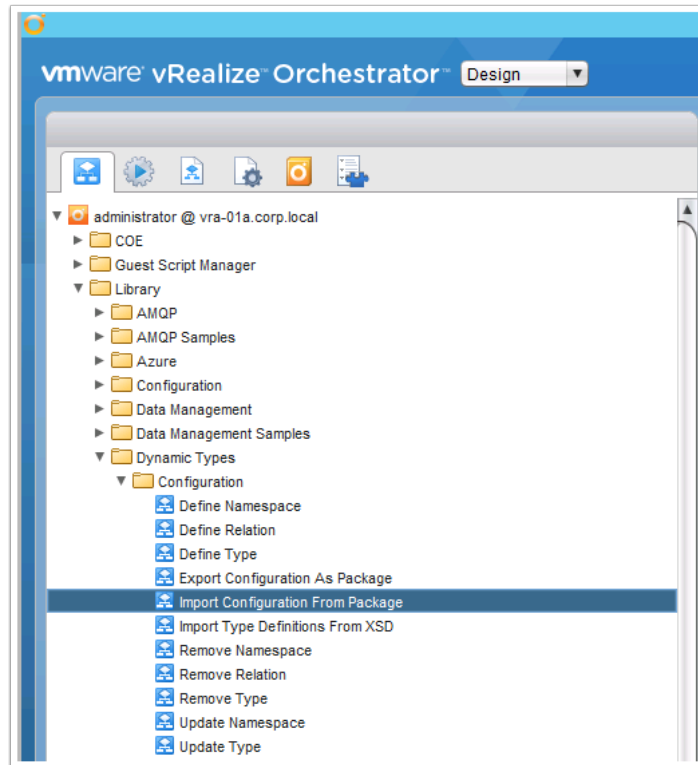 vmware vRealize™ Orchestrator™ Design
administrator @ vra-01a.corp.local
COE
Guest Script Manager
Library
AMQP
AMQP Samples
Azure
Configuration
Data Management
Data Management Samples
Dynamic Types
Configuration
Define Namespace
Define Relation
Define Type
Export Configuration As Package
Import Configuration From Package
Import Type Definitions From XSD
Remove Namespace
Remove Relation
Remove Type
Update Namespace
Update Type